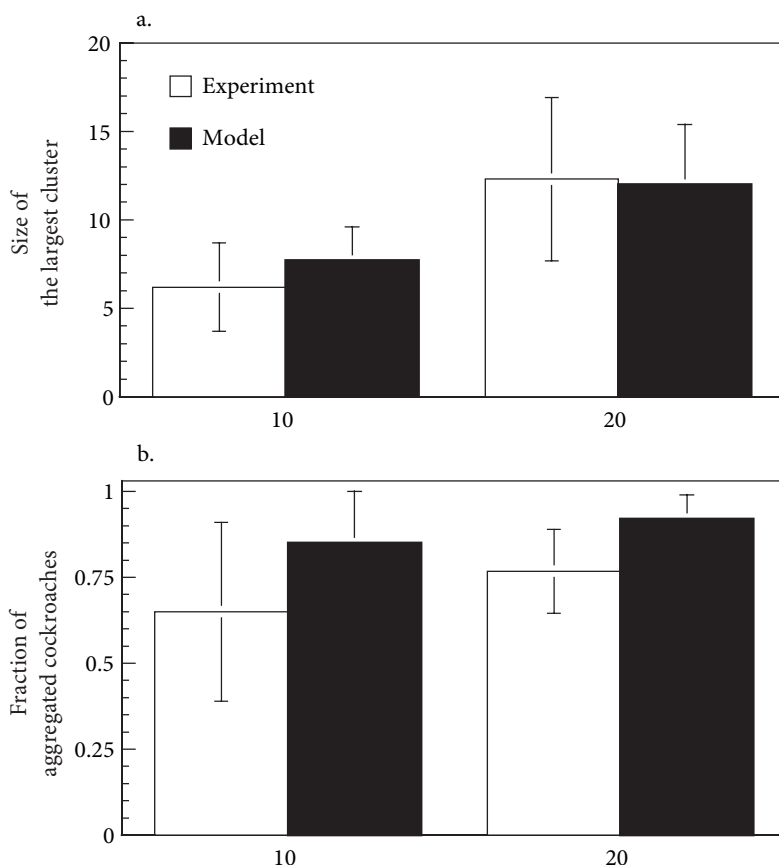 a.
20
15
10
5
0
Size of
the largest cluster
Experiment
Model
10
20
b.
1
0.75
0.5
0.25
0
Fraction of
aggregated cockroaches
10
20